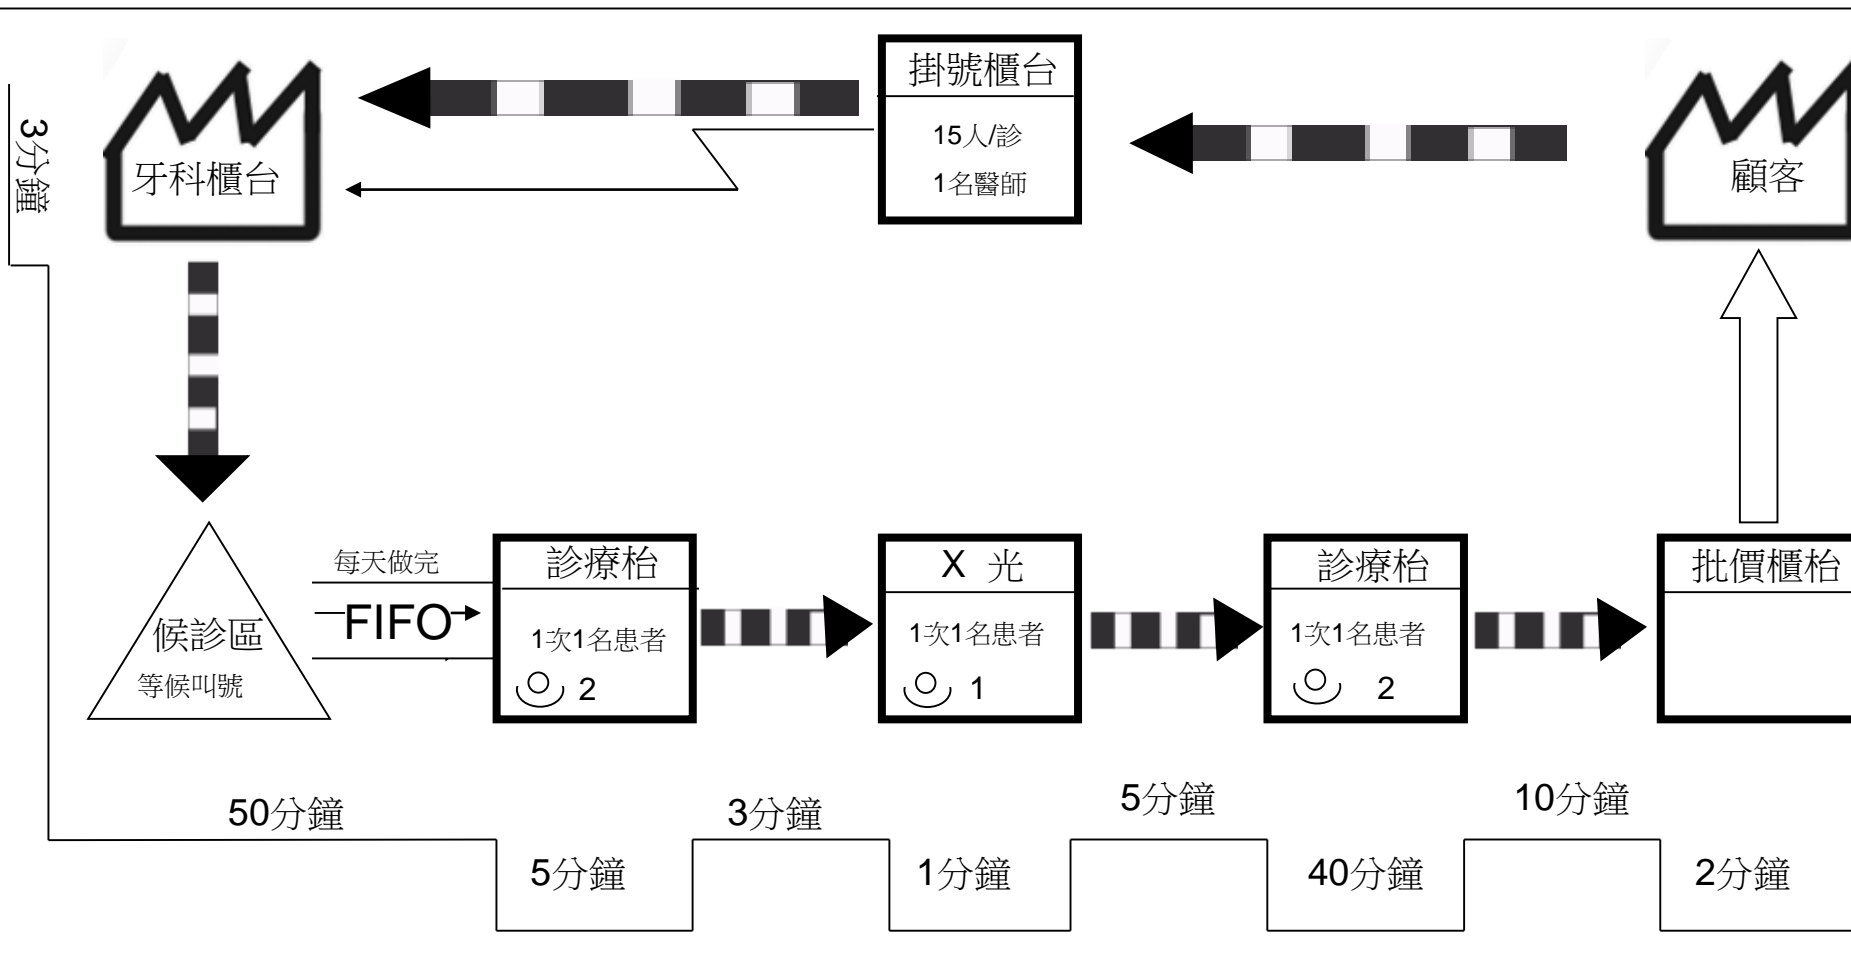 掛號櫃台
15人/診
1名醫師
牙科櫃台
顧客
3分鐘
每天做完
FIFO
候診區
等候叫號
診療枱
1次1名患者
2
X 光
1次1名患者
1
診療枱
1次1名患者
2
批價櫃枱
50分鐘
3分鐘
5分鐘
10分鐘
5分鐘
1分鐘
40分鐘
2分鐘